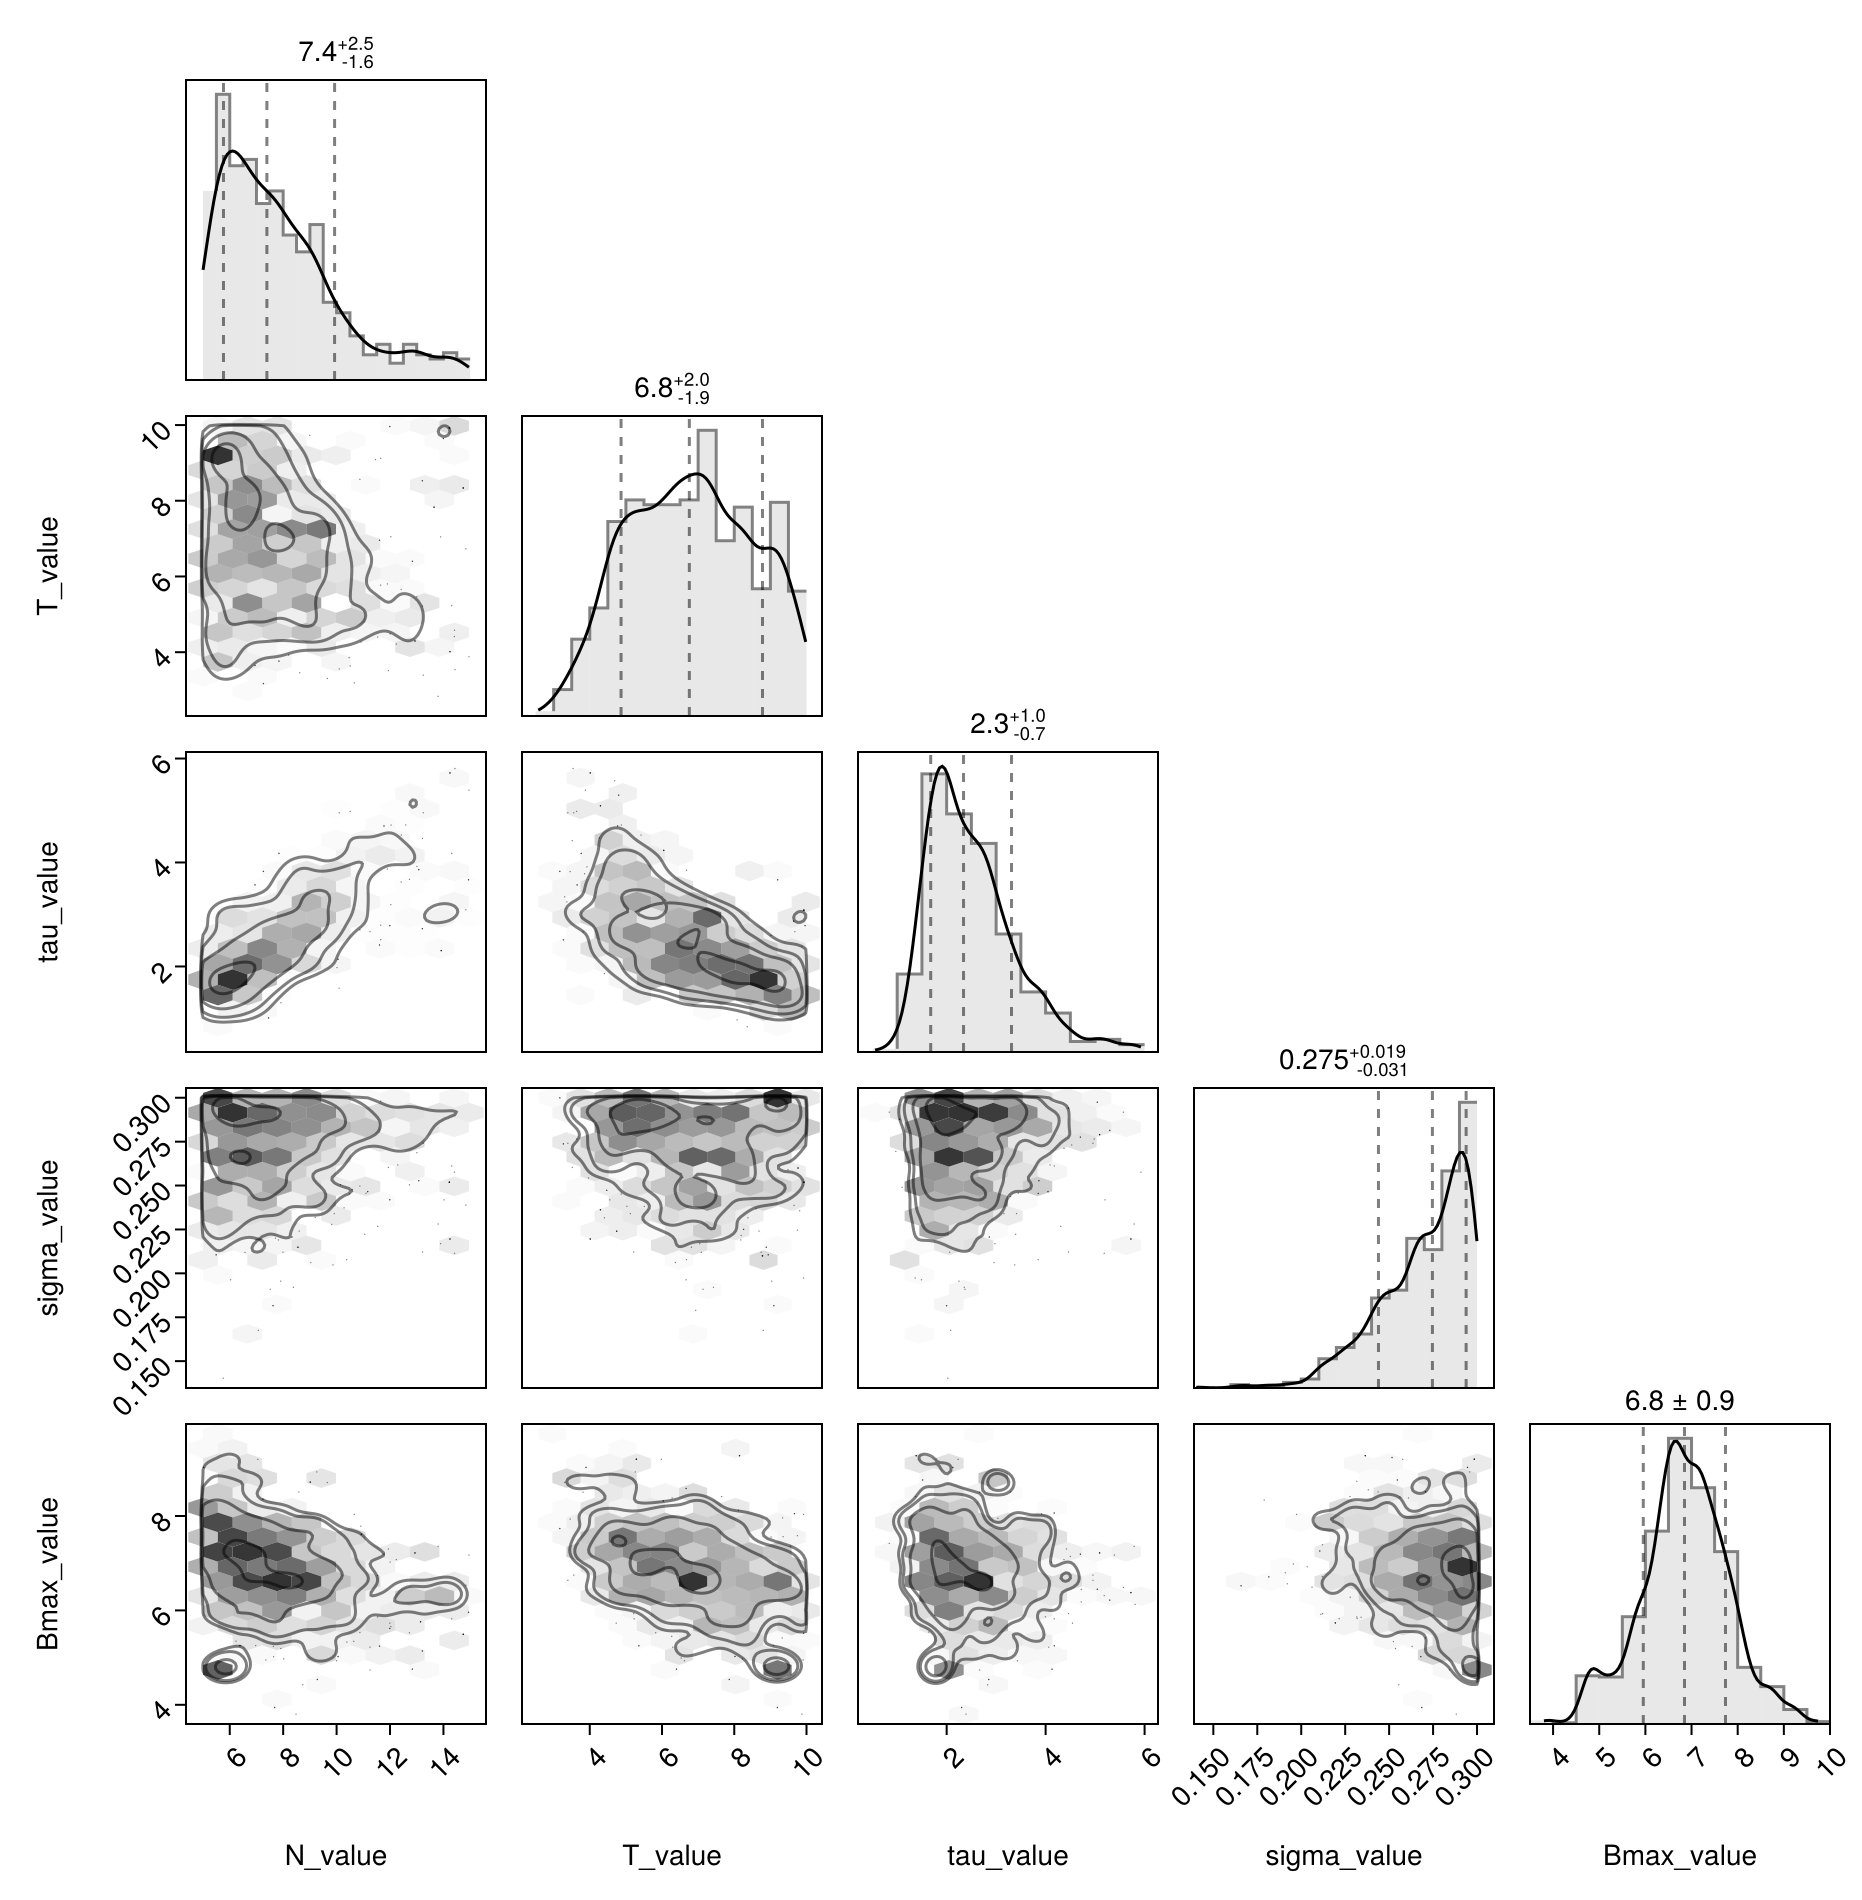 7.4+2.5-1.6
6.8+2.0-1.9
10
8
6
4
T_value
2.3+1.0-0.7
6
4
2
tau_value
0.275+0.019-0.031
0.300
0.275
0.250
0.225
0.200
0.175
0.150
sigma_value
6.8 ± 0.9
8
6
4
Bmax_value
6 8 10 12 14
4 6 8 10
2 4 6
0.150 0.175 0.200 0.225 0.250 0.275 0.300
4 5 6 7 8 9 10
N_value T_value tau_value sigma_value Bmax_value